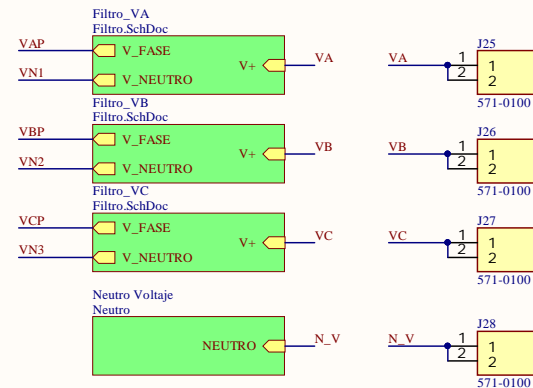 Filtro_VA
Filtro.SchDoc
VAP V_FASE
V+ VA
VN1 V_NEUTRO
VA 1 2 J25 1 2 571-0100
Filtro_VB
Filtro.SchDoc
VBP V_FASE
V+ VB
VN2 V_NEUTRO
VB 1 2 J26 1 2 571-0100
Filtro_VC
Filtro.SchDoc
VCP V_FASE
V+ VC
VN3 V_NEUTRO
VC 1 2 J27 1 2 571-0100
Neutro Voltaje
Neutro
NEUTRO N_V
N_V 1 2 J28 1 2 571-0100